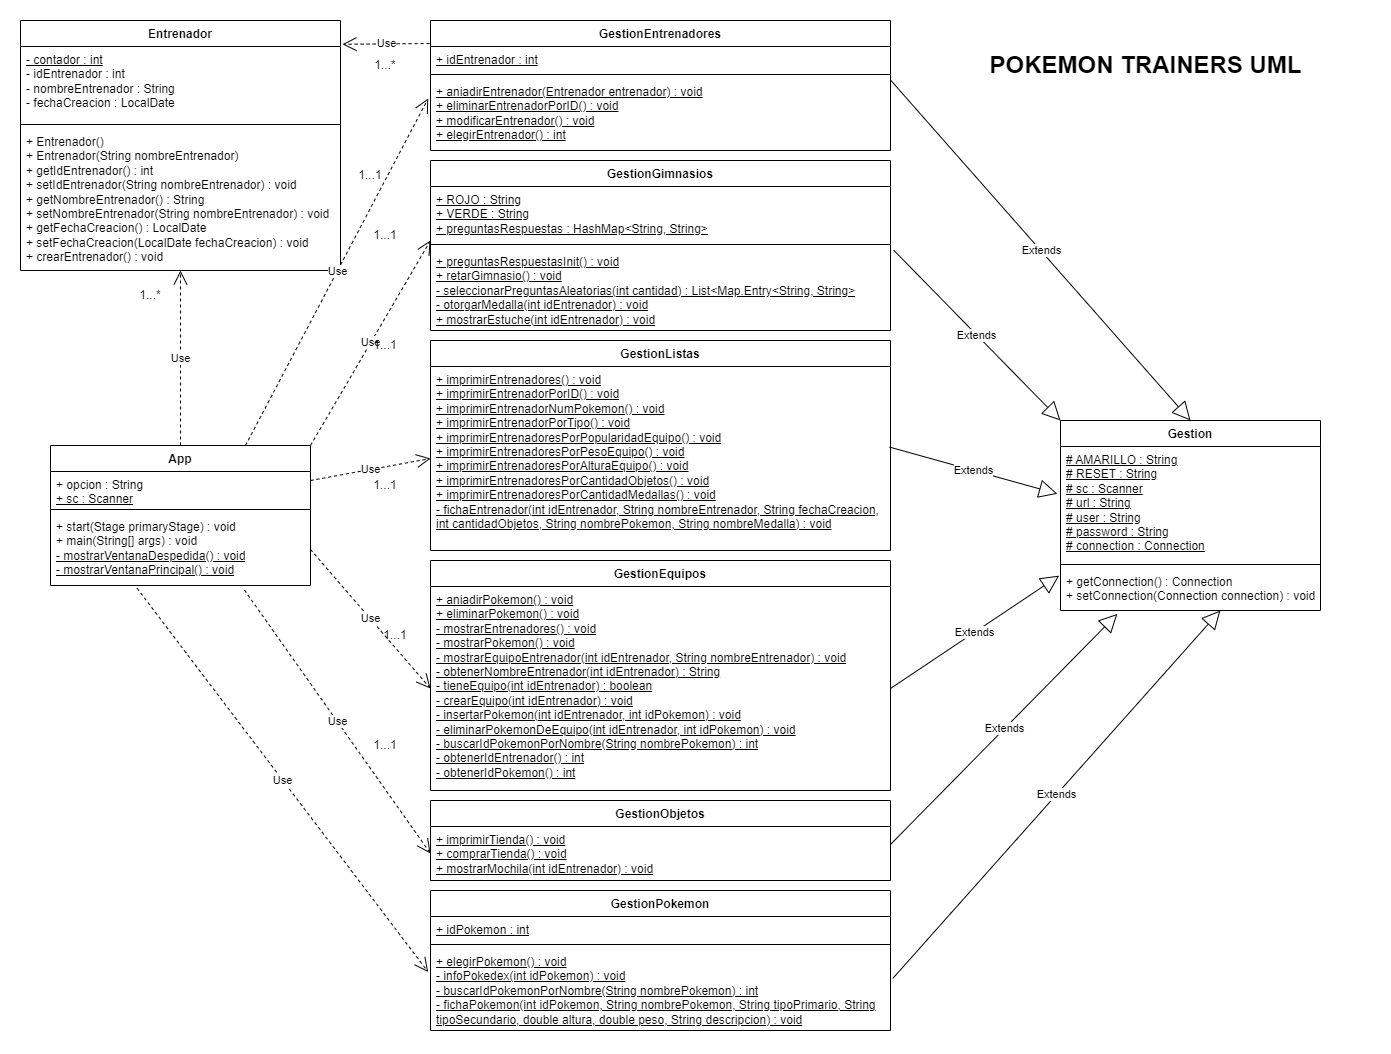 POKEMON TRAINERS UML
Entrenador
- contador : int
- idEntrenador : int
- nombreEntrenador : String
- fechaCreacion : LocalDate
+ Entrenador()
+ Entrenador(String nombreEntrenador)
+ getIdEntrenador() : int
+ setIdEntrenador(String nombreEntrenador) : void
+ getNombreEntrenador() : String
+ setNombreEntrenador(String nombreEntrenador) : void
+ getFechaCreacion() : LocalDate
+ setFechaCreacion(LocalDate fechaCreacion) : void
+ crearEntrenador() : void
Use
1...*
1...*
Use
App
+ opcion : String
+ sc : Scanner
+ start(Stage primaryStage) : void
+ main(String[] args) : void
- mostrarVentanaDespedida() : void
- mostrarVentanaPrincipal() : void
1...1
Use
1...1
Use
1...1
Use
1...1
Use
1...1
Use
1...1
Use
GestionEntrenadores
+ idEntrenador : int
+ aniadirEntrenador(Entrenador entrenador) : void
+ eliminarEntrenadorPorID() : void
+ modificarEntrenador() : void
+ elegirEntrenador() : int
GestionGimnasios
+ ROJO : String
+ VERDE : String
+ preguntasRespuestas : HashMap<String, String>
+ preguntasRespuestasInit() : void
+ retarGimnasio() : void
- seleccionarPreguntasAleatorias(int cantidad) : List<Map.Entry<String, String>
- otorgarMedalla(int idEntrenador) : void
+ mostrarEstuche(int idEntrenador) : void
GestionListas
+ imprimirEntrenadores() : void
+ imprimirEntrenadorPorID() : void
+ imprimirEntrenadorNumPokemon() : void
+ imprimirEntrenadorPorTipo() : void
+ imprimirEntrenadoresPorPopularidadEquipo() : void
+ imprimirEntrenadoresPorPesoEquipo() : void
+ imprimirEntrenadoresPorAlturaEquipo() : void
+ imprimirEntrenadoresPorCantidadObjetos() : void
+ imprimirEntrenadoresPorCantidadMedallas() : void
- fichaEntrenador(int idEntrenador, String nombreEntrenador, String fechaCreacion,
int cantidadObjetos, String nombrePokemon, String nombreMedalla) : void
GestionEquipos
+ aniadirPokemon() : void
+ eliminarPokemon() : void
- mostrarEntrenadores() : void
- mostrarPokemon() : void
- mostrarEquipoEntrenador(int idEntrenador, String nombreEntrenador) : void
- obtenerNombreEntrenador(int idEntrenador) : String
- tieneEquipo(int idEntrenador) : boolean
- crearEquipo(int idEntrenador) : void
- insertarPokemon(int idEntrenador, int idPokemon) : void
- eliminarPokemonDeEquipo(int idEntrenador, int idPokemon) : void
- buscarIdPokemonPorNombre(String nombrePokemon) : int
- obtenerIdEntrenador() : int
- obtenerIdPokemon() : int
GestionObjetos
+ imprimirTienda() : void
+ comprarTienda() : void
+ mostrarMochila(int idEntrenador) : void
GestionPokemon
+ idPokemon : int
+ elegirPokemon() : void
- infoPokedex(int idPokemon) : void
- buscarIdPokemonPorNombre(String nombrePokemon) : int
- fichaPokemon(int idPokemon, String nombrePokemon, String tipoPrimario, String
tipoSecundario, double altura, double peso, String descripcion) : void
Extends
Extends
Extends
Extends
Extends
Extends
Gestion
# AMARILLO : String
# RESET : String
# sc : Scanner
# url : String
# user : String
# password : String
# connection : Connection
+ getConnection() : Connection
+ setConnection(Connection connection) : void